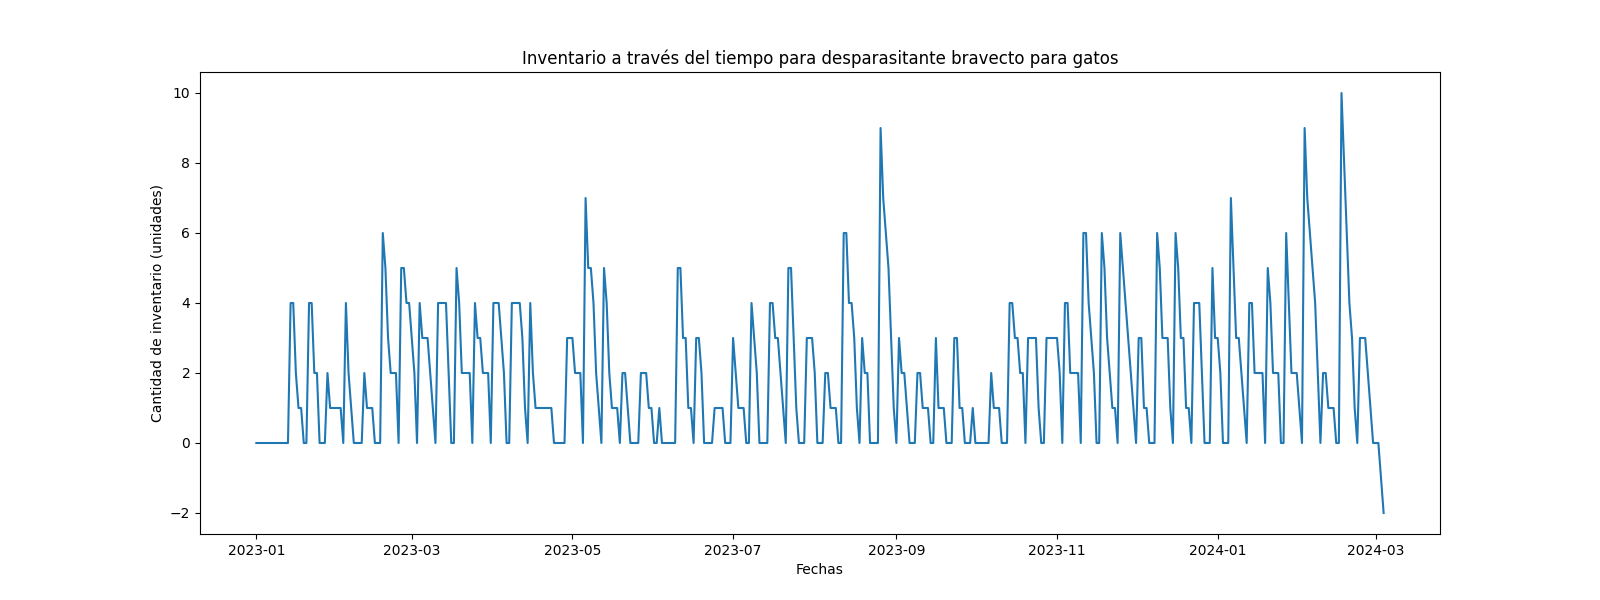 Inventario a través del tiempo para desparasitante bravecto para gatos
Cantidad de inventario (unidades)
10
8
6
4
2
0
−2
2023-01 2023-03 2023-05 2023-07 2023-09 2023-11 2024-01 2024-03
Fechas